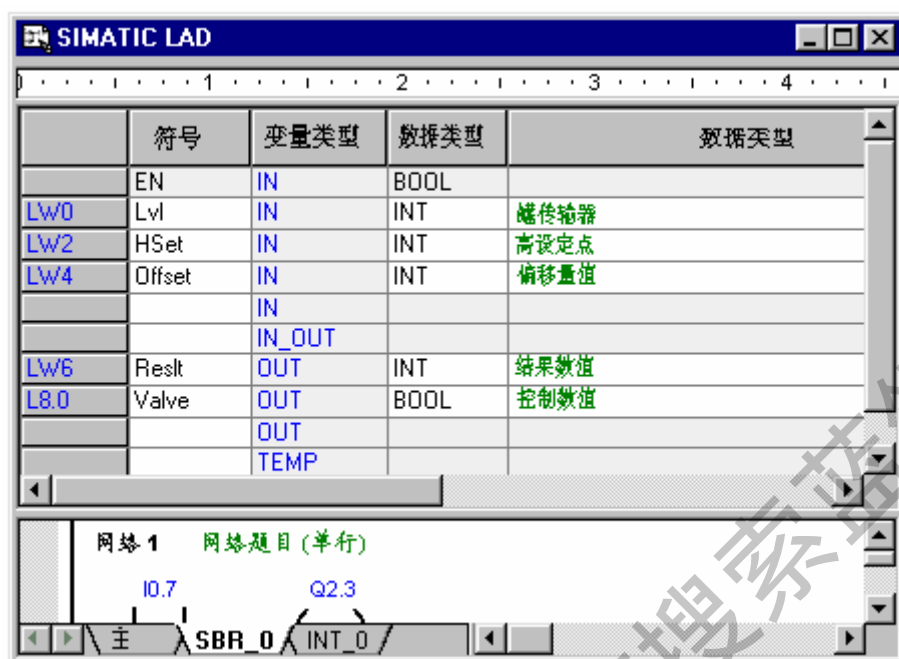 SIMATIC LAD
1 2 3 4
符号 变量类型 数据类型 数据类型
EN IN BOOL
LW0 Lvl IN INT 罐传输器
LW2 HSet IN INT 高设定点
LW4 Offset IN INT 偏移量值
IN
IN_OUT
LW6 Reslt OUT INT 结果数值
L8.0 Valve OUT BOOL 控制数值
OUT
TEMP
网络 1 网络题目 (单行)
I0.7 Q2.3
主 SBR_0 INT_0
搜索蓝